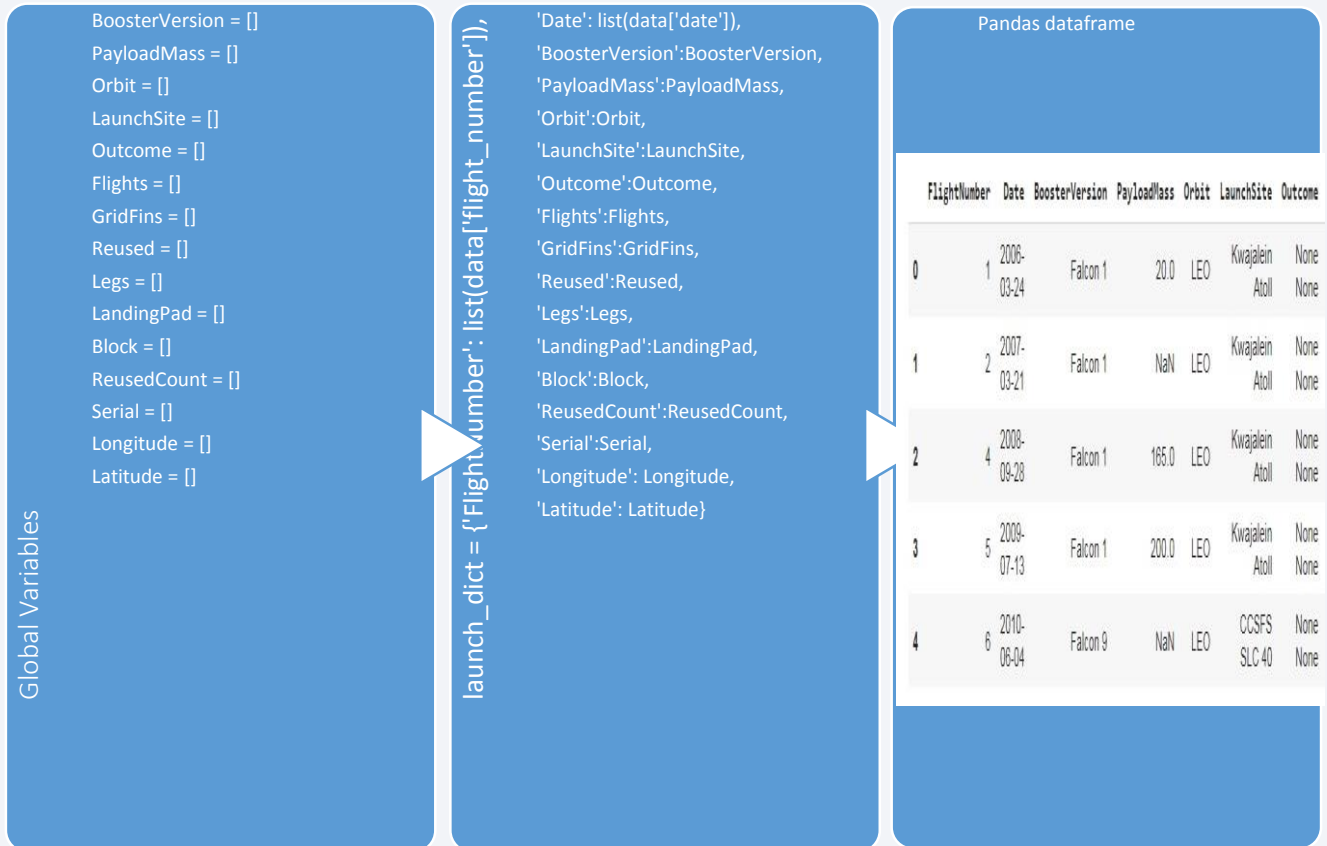 Global Variables
BoosterVersion = []
PayloadMass = []
Orbit = []
LaunchSite = []
Outcome = []
Flights = []
GridFins = []
Reused = []
Legs = []
LandingPad = []
Block = []
ReusedCount = []
Serial = []
Longitude = []
Latitude = []
launch_dict = {'FlightNumber': list(data['flight_number']),
'Date': list(data['date']),
'BoosterVersion':BoosterVersion,
'PayloadMass':PayloadMass,
'Orbit':Orbit,
'LaunchSite':LaunchSite,
'Outcome':Outcome,
'Flights':Flights,
'GridFins':GridFins,
'Reused':Reused,
'Legs':Legs,
'LandingPad':LandingPad,
'Block':Block,
'ReusedCount':ReusedCount,
'Serial':Serial,
'Longitude': Longitude,
'Latitude': Latitude}
Pandas dataframe
FlightNumber Date BoosterVersion PayloadMass Orbit LaunchSite Outcome
0 1 2006- Falcon 1 20.0 LEO Kwajalein None
03-24 Atoll None
1 2 2007- Falcon 1 NaN LEO Kwajalein None
03-21 Atoll None
2 4 2008- Falcon 1 165.0 LEO Kwajalein None
09-28 Atoll None
3 5 2009- Falcon 1 200.0 LEO Kwajalein None
07-13 Atoll None
4 6 2010- Falcon 9 NaN LEO CCSFS None
06-04 SLC 40 None